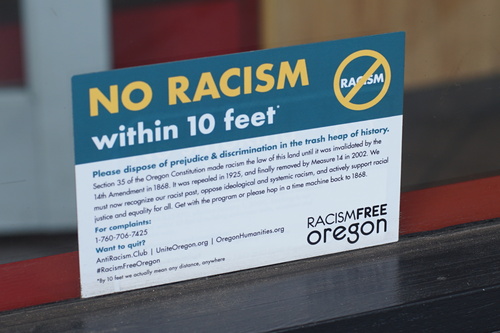 NO RACISM
RACISM
within 10 feet*
Please dispose of prejudice & discrimination in the trash heap of history.
Section 35 of the Oregon Constitution made racism the law of this land until it was invalidated by the
14th Amendment in 1868. It was repealed in 1925, and finally removed by Measure 14 in 2002. We
must now recognize our racist past, oppose ideological and systemic racism, and actively support racial
justice and equality for all. Get with the program or please hop in a time machine back to 1868.
For complaints:
1-760-706-7425
Want to quit?
AntiRacism.Club | UniteOregon.org | OregonHumanities.org
#RacismFreeOregon
*By 10 feet we actually mean any distance, anywhere
RACISMFREE
oregon